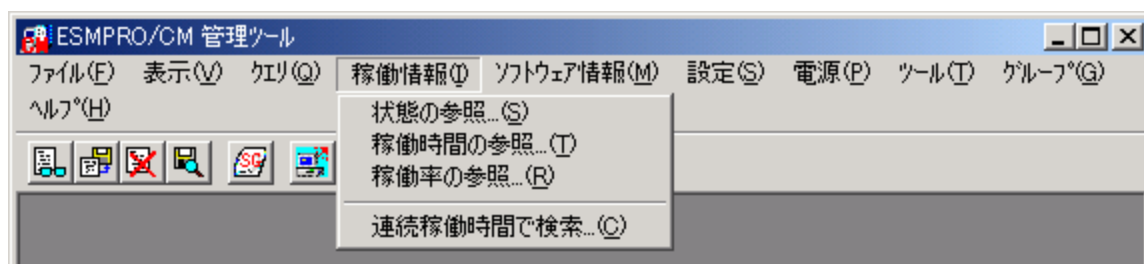 ESMPRO/CM 管理ツール
ファイル(F) 表示(V) クエリ(Q) 稼働情報(I) ソフトウェア情報(M) 設定(S) 電源(P) ツール(T) グループ(G)
ヘルプ(H)
状態の参照...(S)
稼働時間の参照...(T)
稼働率の参照...(R)
連続稼働時間で検索...(C)
SG